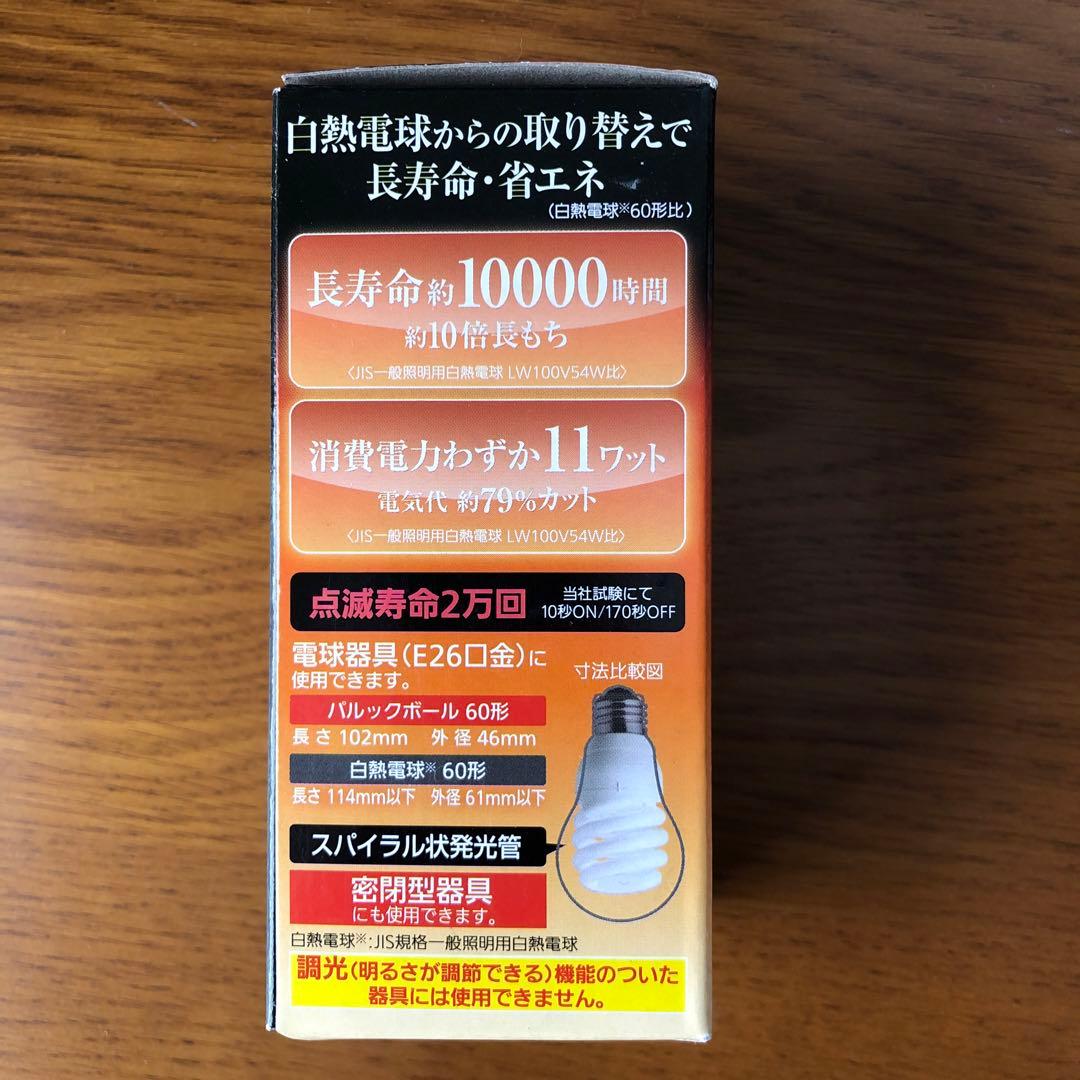 白熱電球からの取り替えで
長寿命・省エネ
(白熱電球※60形比)
長寿命約10000時間
約10倍長もち
〈JIS一般照明用白熱電球 LW100V54W比〉
消費電力わずか11ワット
電気代 約79%カット
〈JIS一般照明用白熱電球 LW100V54W比〉
点滅寿命2万回
当社試験にて
10秒ON/170秒OFF
電球器具(E26口金)に
使用できます。
寸法比較図
パルックボール 60形
長さ 102mm 外径 46mm
白熱電球※ 60形
長さ 114mm以下 外径 61mm以下
スパイラル状発光管
密閉型器具
にも使用できます。
白熱電球※:JIS規格一般照明用白熱電球
調光(明るさが調節できる)機能のついた
器具には使用できません。